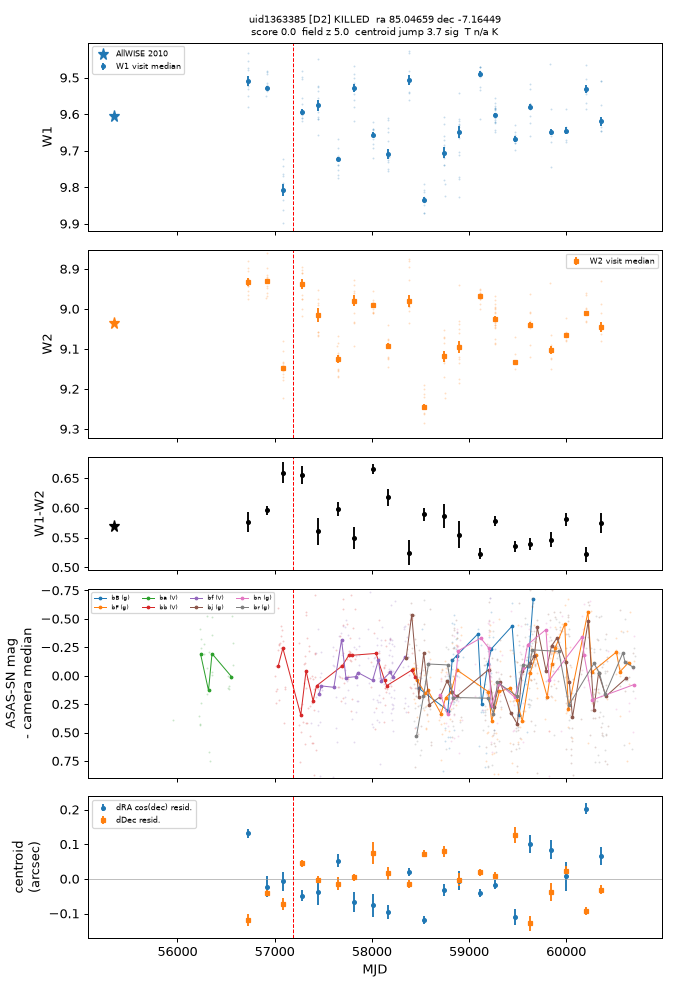 uid1363385 [D2] KILLED ra 85.04659 dec -7.16449
score 0.0 field z 5.0 centroid jump 3.7 sig T n/a K
AllWISE 2010
W1 visit median
W1
9.5
9.6
9.7
9.8
9.9
W2 visit median
W2
8.9
9.0
9.1
9.2
9.3
W1-W2
0.65
0.60
0.55
0.50
bB (g)
ba (V)
bf (V)
bn (g)
bF (g)
bb (V)
bj (g)
br (g)
ASAS-SN mag
- camera median
−0.75
−0.50
−0.25
0.00
0.25
0.50
0.75
dRA cos(dec) resid.
dDec resid.
centroid
(arcsec)
0.2
0.1
0.0
−0.1
56000
57000
58000
59000
60000
MJD